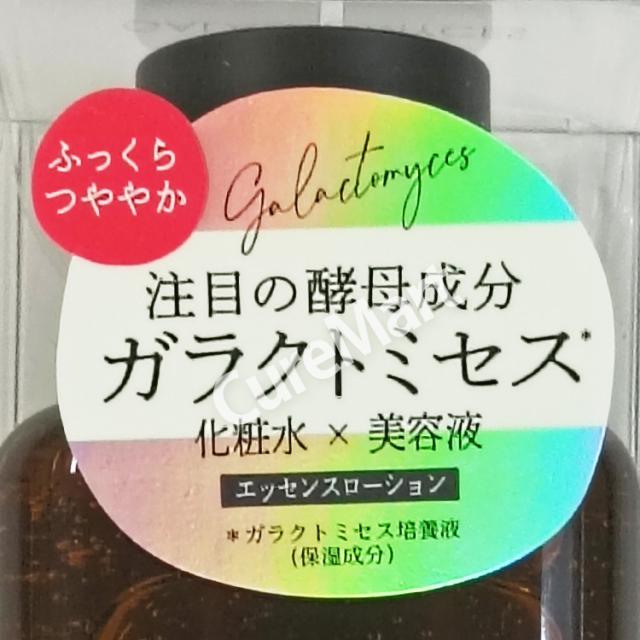 ふっくら
つややか
Galactomyces
注目の酵母成分
ガラクトミセス*
CureMart
化粧水 × 美容液
エッセンスローション
*ガラクトミセス培養液
(保湿成分)